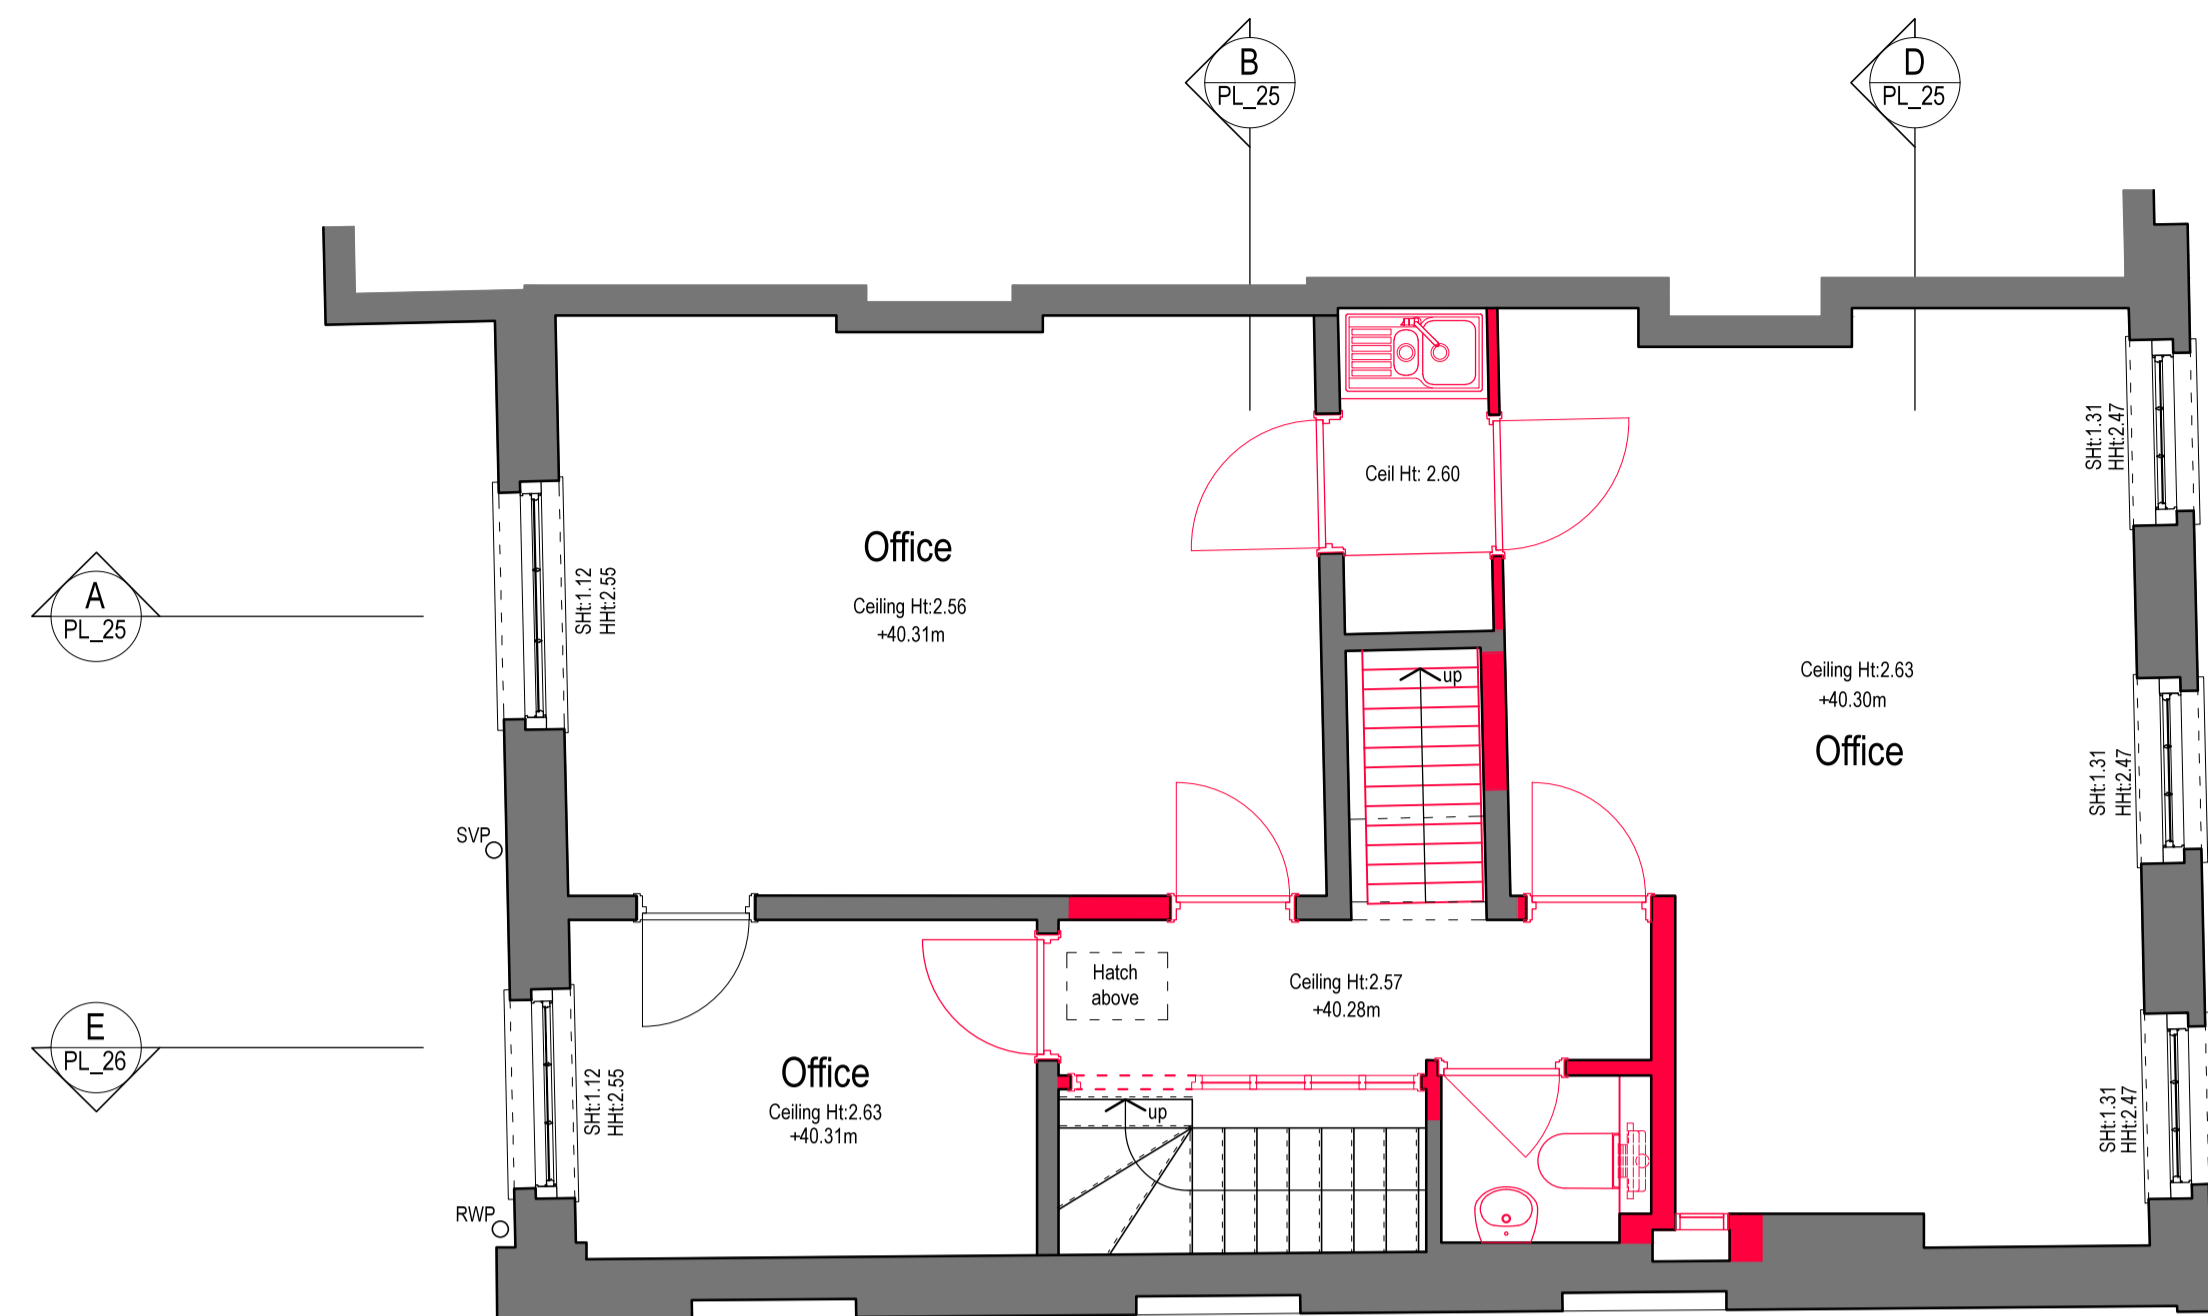 B
PL_25
D
PL_25
SHt:1.31
HHt:2.47
Ceil Ht: 2.60
Office
Ceiling Ht:2.56
+40.31m
SHt:1.12
HHt:2.55
A
PL_25
up
Ceiling Ht:2.63
+40.30m
Office
SHt:1.31
HHt:2.47
SVP
Hatch
above
Ceiling Ht:2.57
+40.28m
E
PL_26
Office
Ceiling Ht:2.63
+40.31m
SHt:1.12
HHt:2.55
up
SHt:1.31
HHt:2.47
RWP